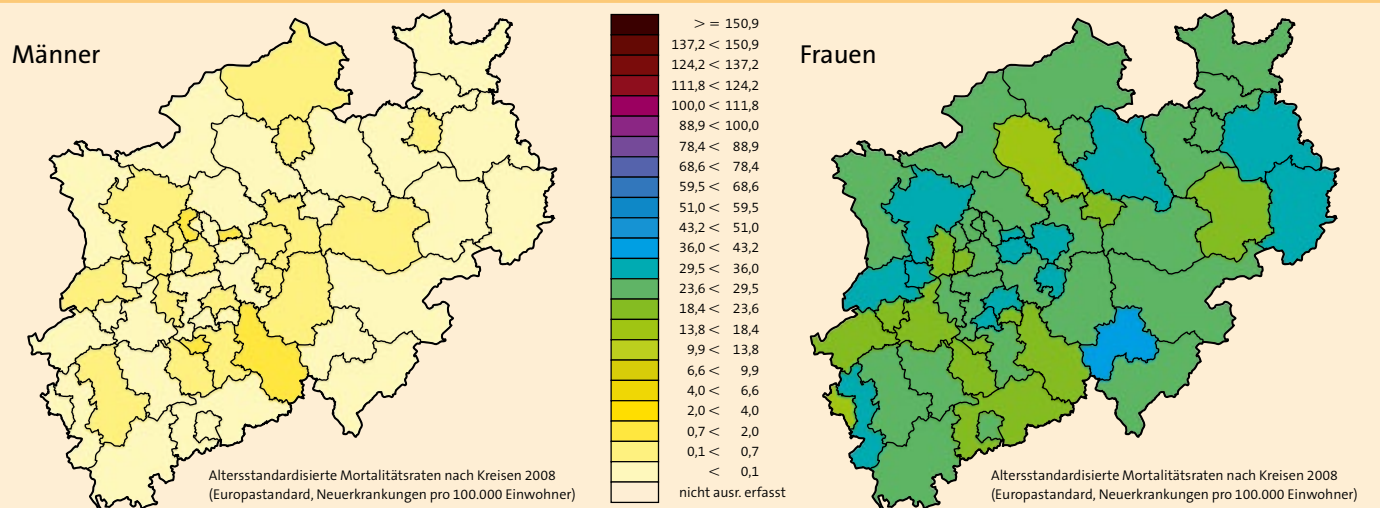 Männer
Altersstandardisierte Mortalitätsraten nach Kreisen 2008
(Europastandard, Neuerkrankungen pro 100.000 Einwohner)
> = 150,9
137,2 < 150,9
124,2 < 137,2
111,8 < 124,2
100,0 < 111,8
88,9 < 100,0
78,4 < 88,9
68,6 < 78,4
59,5 < 68,6
51,0 < 59,5
43,2 < 51,0
36,0 < 43,2
29,5 < 36,0
23,6 < 29,5
18,4 < 23,6
13,8 < 18,4
9,9 < 13,8
6,6 < 9,9
4,0 < 6,6
2,0 < 4,0
0,7 < 2,0
0,1 < 0,7
< 0,1
nicht ausr. erfasst
Frauen
Altersstandardisierte Mortalitätsraten nach Kreisen 2008
(Europastandard, Neuerkrankungen pro 100.000 Einwohner)